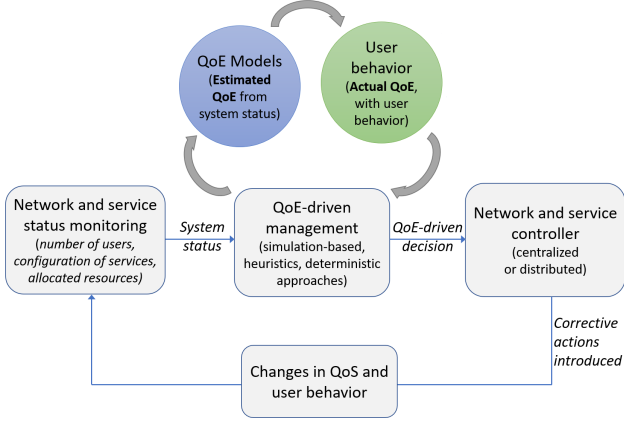 QoE Models
(Estimated
QoE from
system status)
User
behavior
(Actual QoE,
with user
behavior)
Network and service
status monitoring
(number of users,
configuration of services,
allocated resources)
System
status
QoE-driven
management
(simulation-based,
heuristics, deterministic
approaches)
QoE-driven
decision
Network and service
controller
(centralized
or distributed)
Corrective
actions
introduced
Changes in QoS and
user behavior